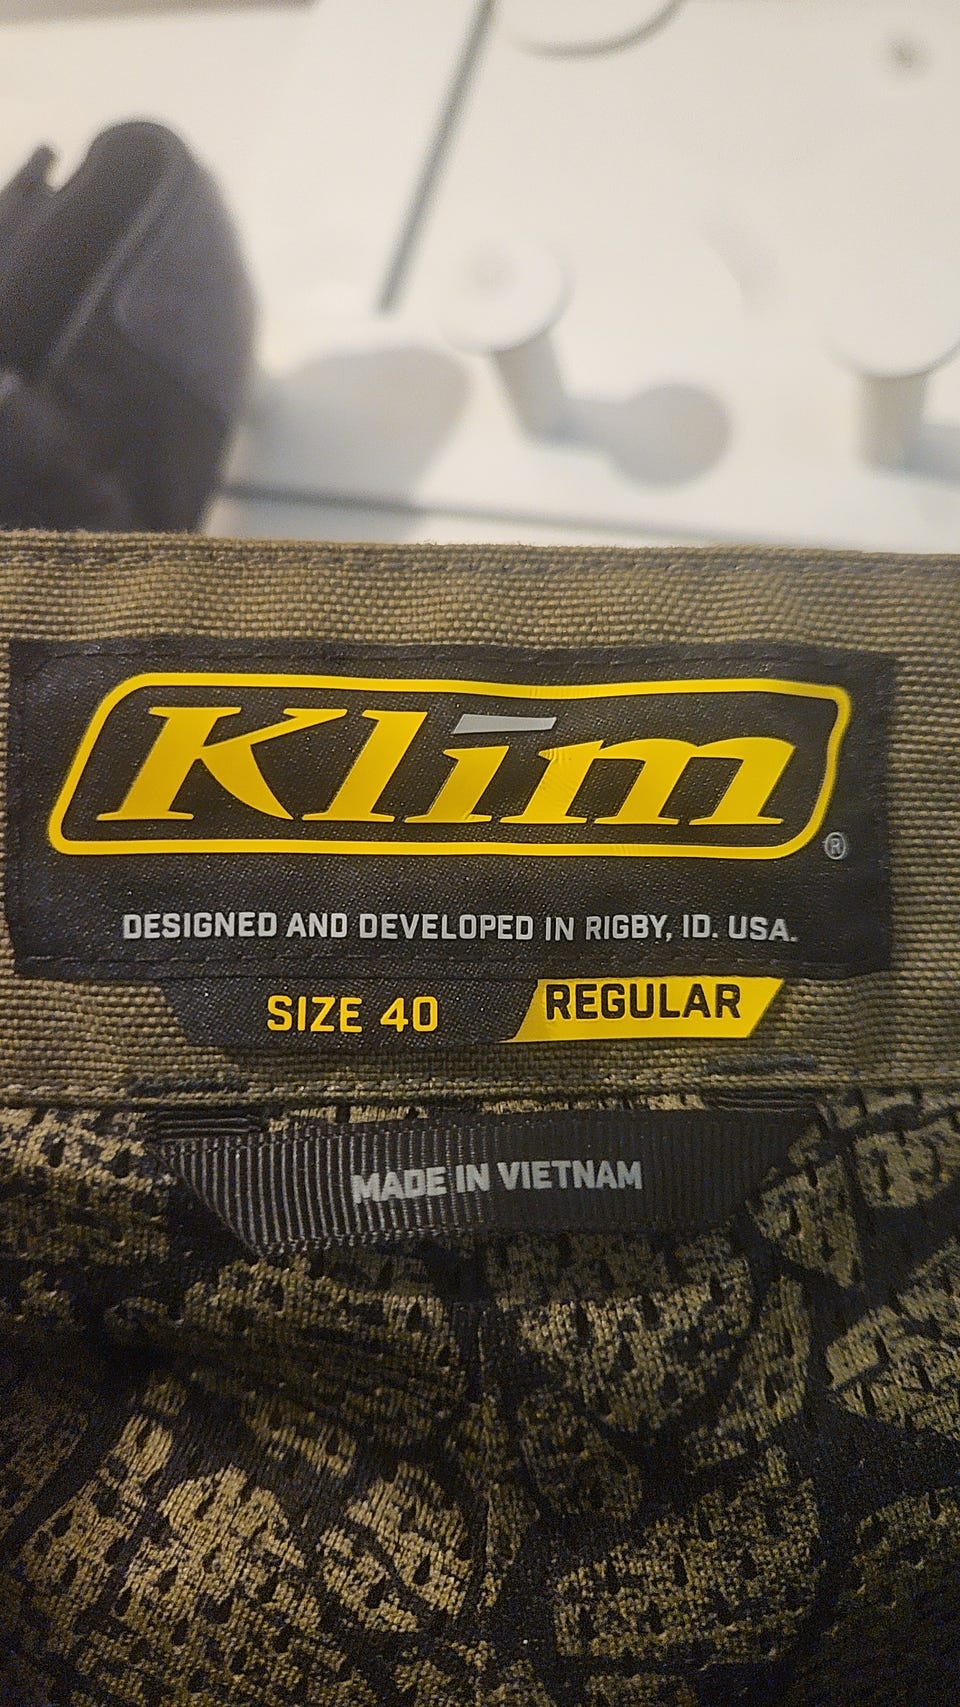 Klim
®
DESIGNED AND DEVELOPED IN RIGBY, ID. USA.
SIZE 40 REGULAR
MADE IN VIETNAM